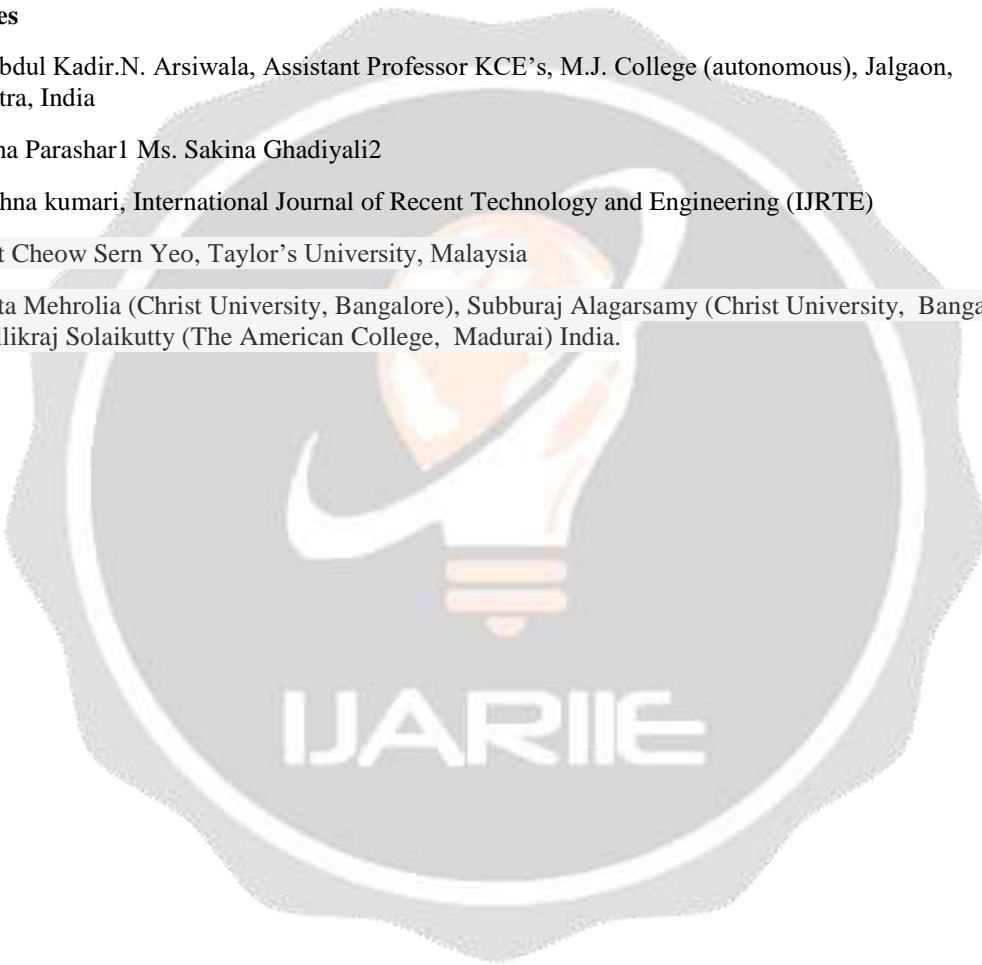 es
bdul Kadir.N. Arsiwala, Assistant Professor KCE’s, M.J. College (autonomous), Jalgaon,
tra, India
na Parashar1 Ms. Sakina Ghadiyali2
hna kumari, International Journal of Recent Technology and Engineering (IJRTE)
t Cheow Sern Yeo, Taylor’s University, Malaysia
ta Mehrolia (Christ University, Bangalore), Subburaj Alagarsamy (Christ University, Banga
llikraj Solaikutty (The American College, Madurai) India.
IJARIIE